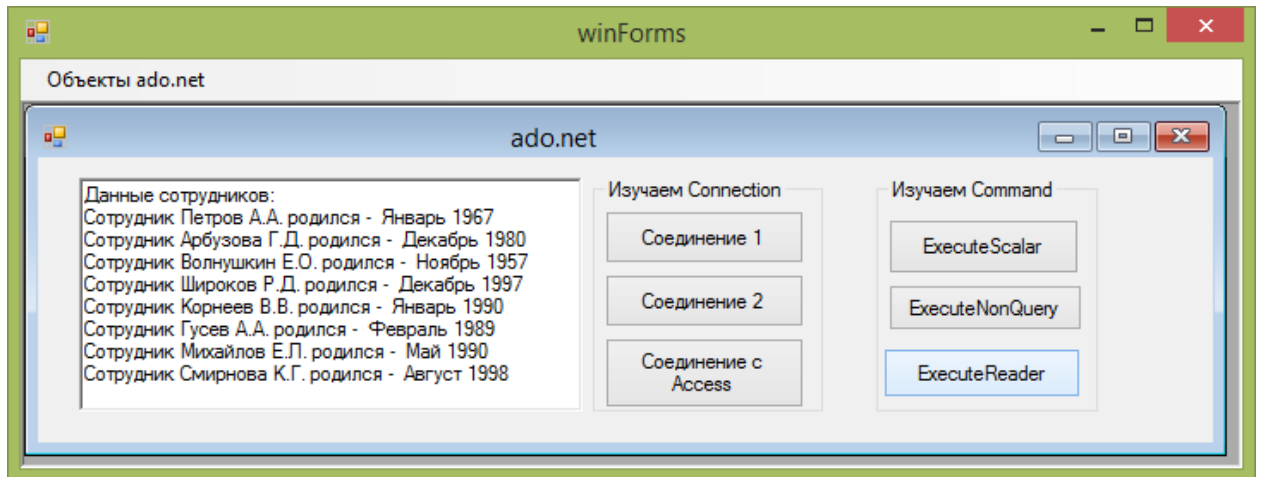 winForms
Объекты ado.net
ado.net
Данные сотрудников:
Сотрудник Петров А.А. родился - Январь 1967
Сотрудник Арбузова Г.Д. родился - Декабрь 1980
Сотрудник Волнушкин Е.О. родился - Ноябрь 1957
Сотрудник Широков Р.Д. родился - Декабрь 1997
Сотрудник Корнеев В.В. родился - Январь 1990
Сотрудник Гусев А.А. родился - Февраль 1989
Сотрудник Михайлов Е.Л. родился - Май 1990
Сотрудник Смирнова К.Г. родился - Август 1998
Изучаем Connection
Соединение 1
Соединение 2
Соединение с
Access
Изучаем Command
ExecuteScalar
ExecuteNonQuery
ExecuteReader